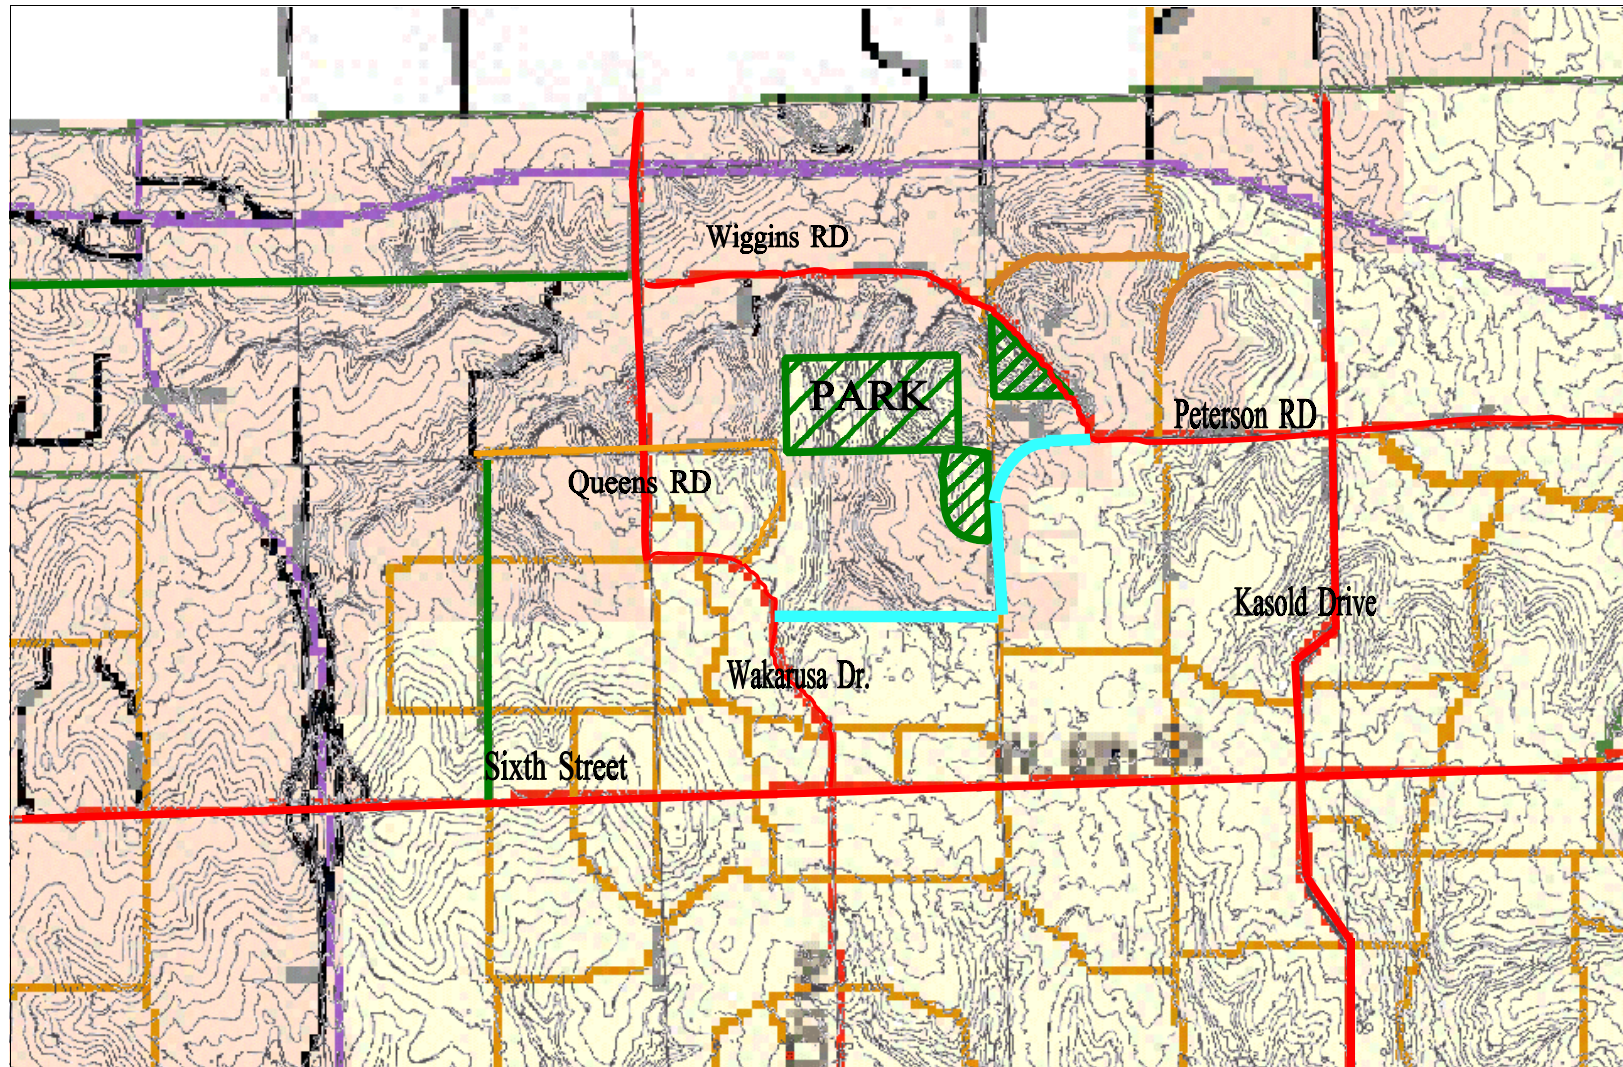 Wiggins RD
PARK
Peterson RD
Queens RD
Kasold Drive
Wakarusa Dr.
Sixth Street